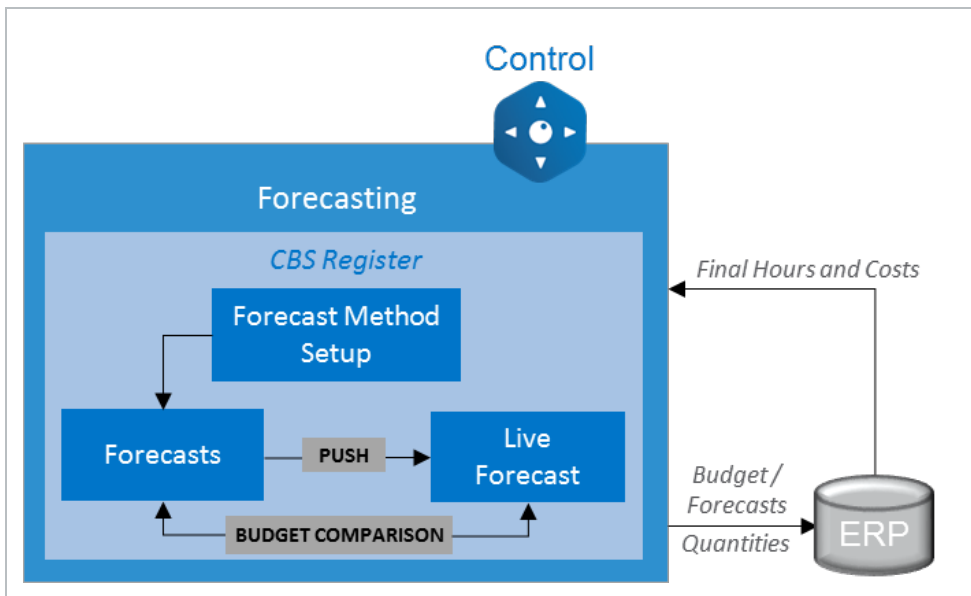 Control
Forecasting
CBS Register
Forecast Method
Setup
Forecasts
PUSH
Live
Forecast
BUDGET COMPARISON
Final Hours and Costs
Budget /
Forecasts
Quantities
ERP